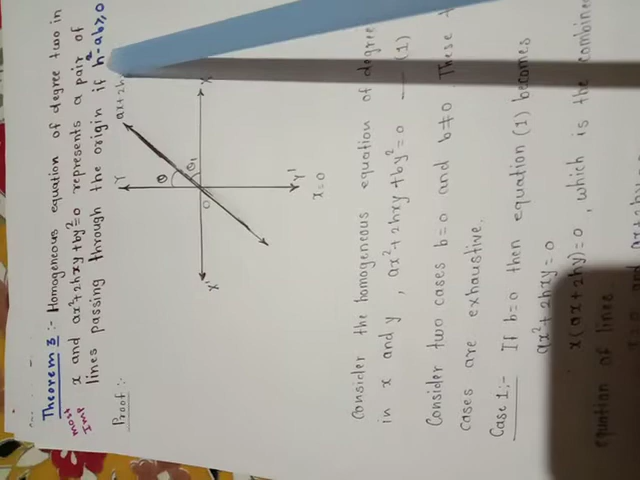 Theorem 3 :- Homogeneous equation of degree two in
x and y ax²+2hxy+by²=0 represents a pair of
lines passing through the origin if h²-ab≥0
most
Imp
Proof :-
ax+2h
Y
X
θ
θ₁
O
X'
Y'
x=0
Consider the homogeneous equation of degree
in x and y, ax²+2hxy+by²=0 — (1)
Consider two cases b=0 and b≠0. These
cases are exhaustive.
Case 1:- If b=0 then equation (1) becomes
ax²+2hxy=0
x(ax+2hy)=0, which is the combined
equation of lines